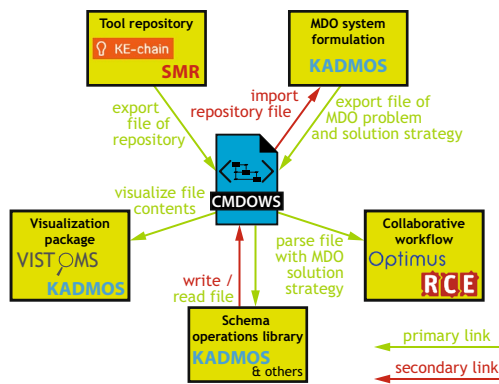 Tool repository
KE-chain
SMR
MDO system
formulation
KADMOS
export
file of
repository
import
repository file
export file of
MDO problem
and solution strategy
CMDOWS
visualize file
contents
Visualization
package
VISTOMS
KADMOS
write /
read file
parse file
with MDO
solution
strategy
Collaborative
workflow
Optimus
RCE
Schema
operations library
KADMOS
& others
primary link
secondary link